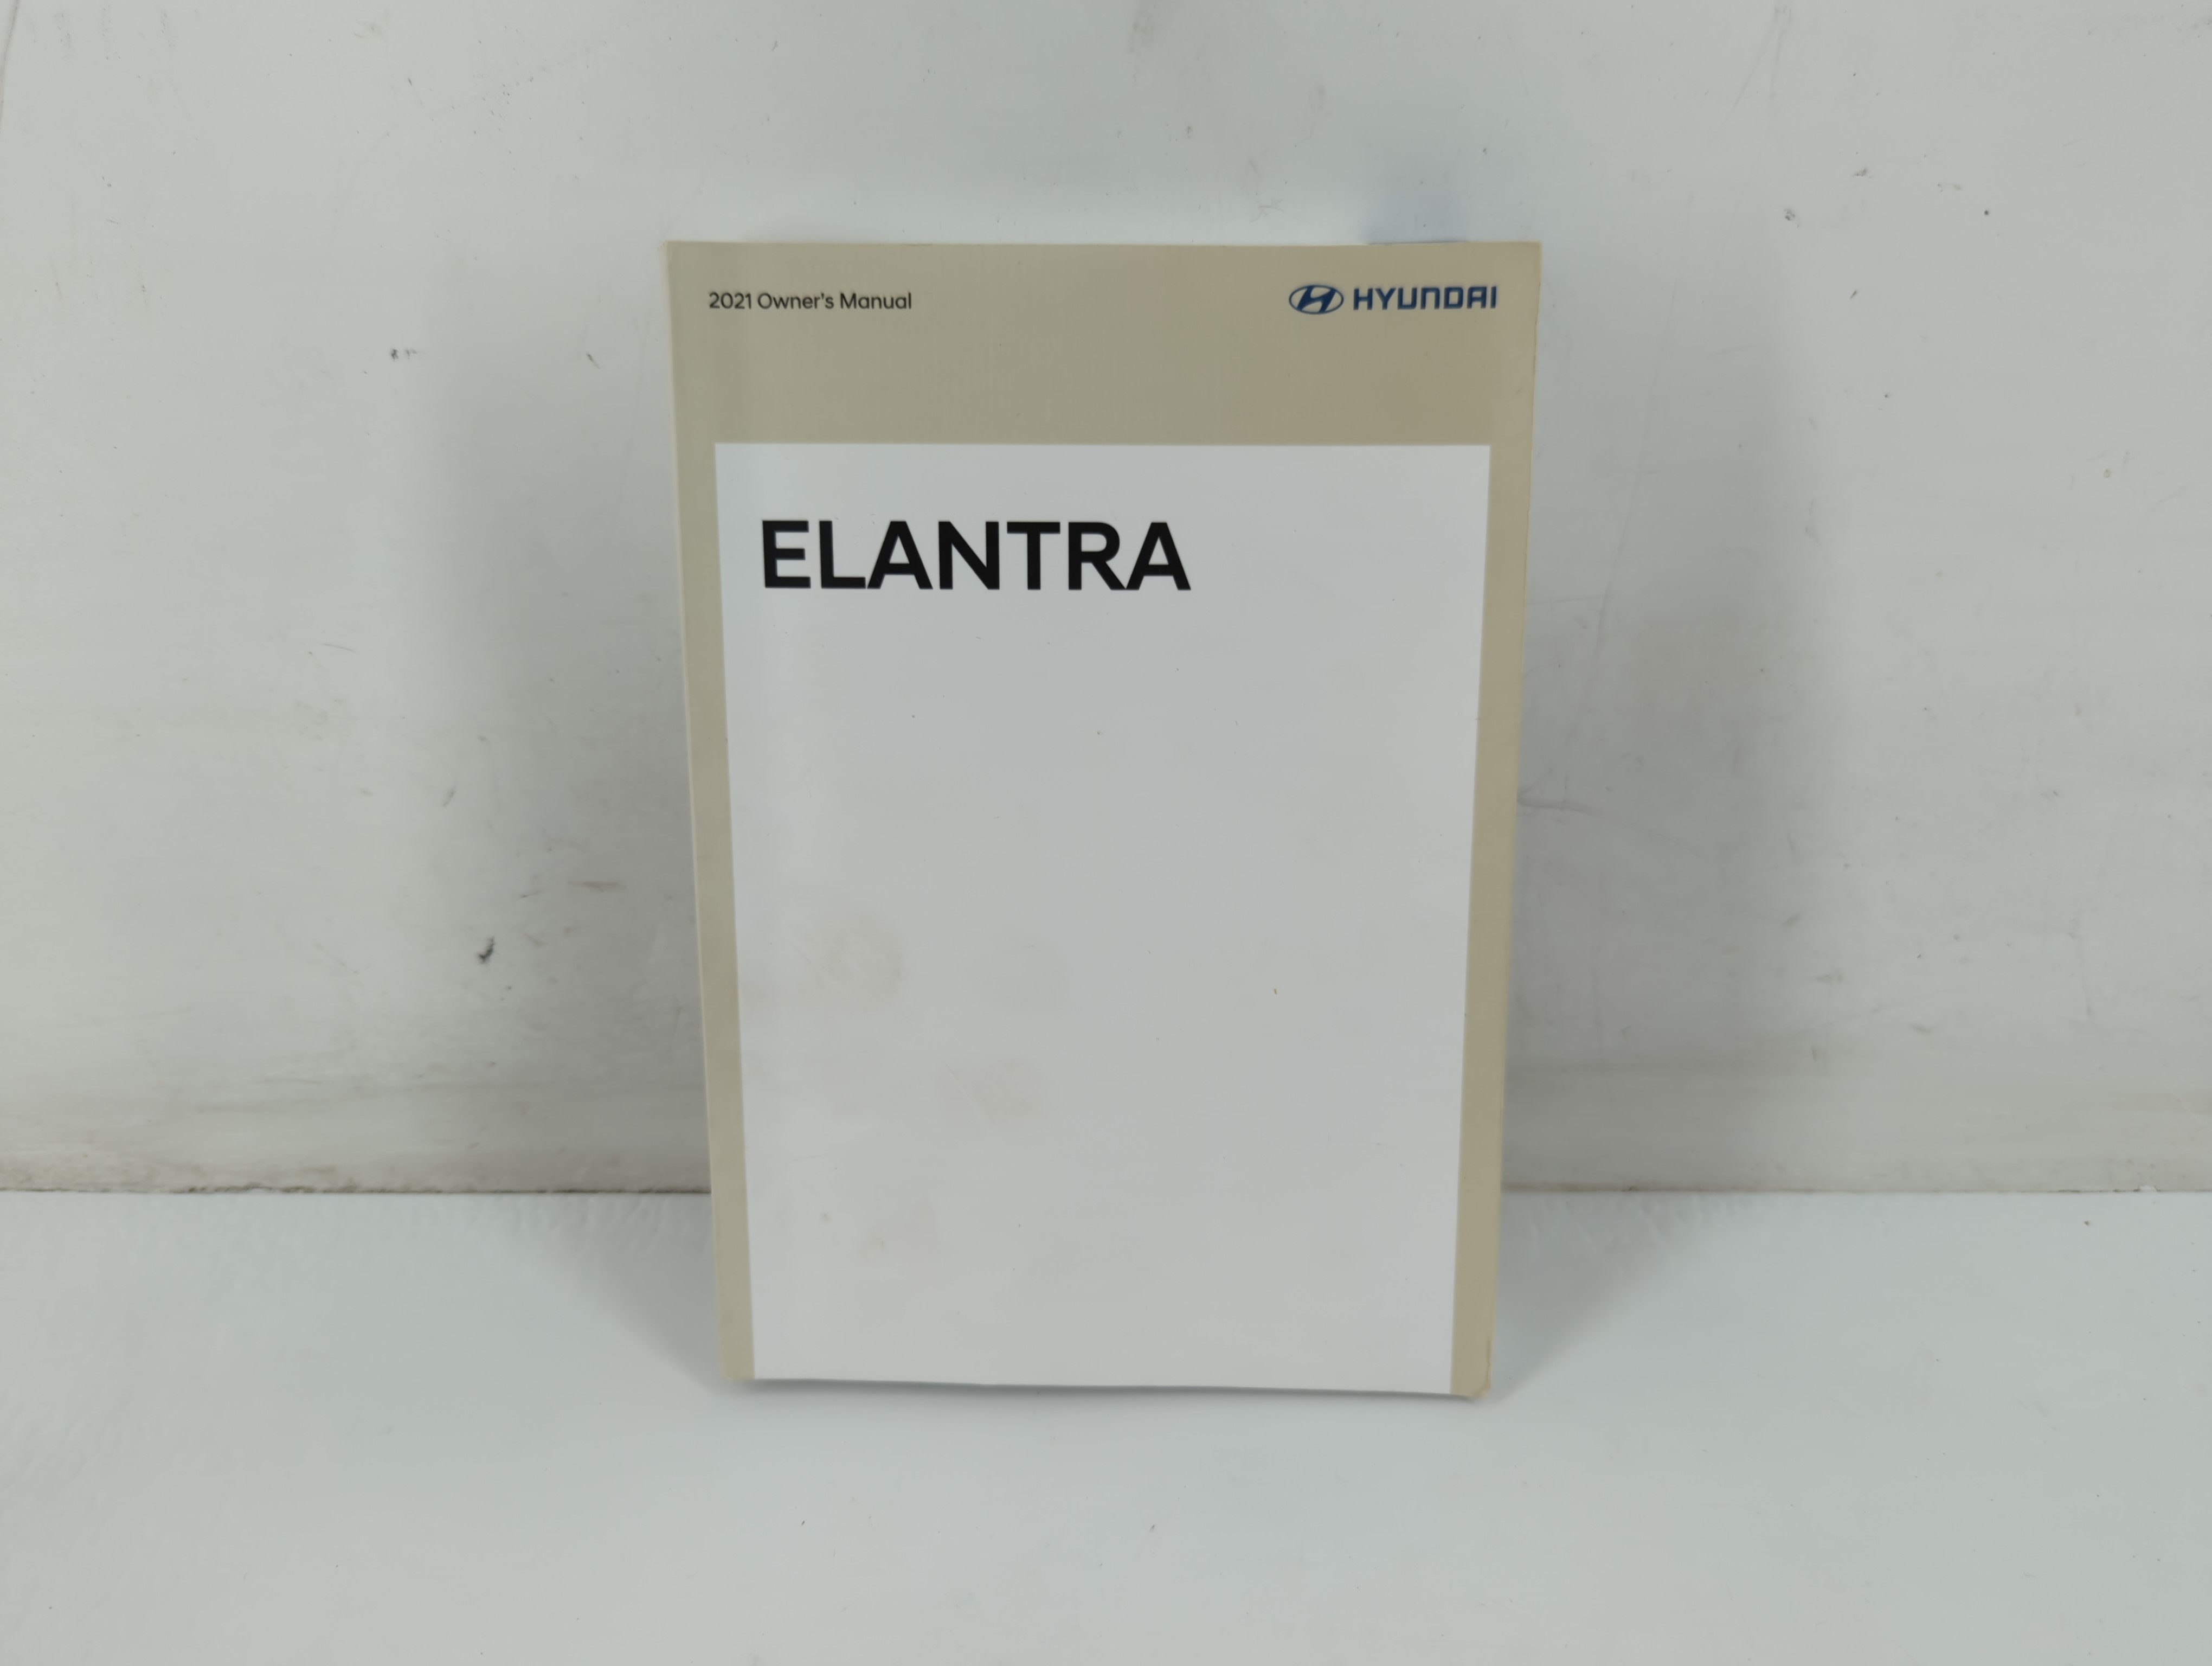 2021 Owner's Manual
HYUNDAI
ELANTRA